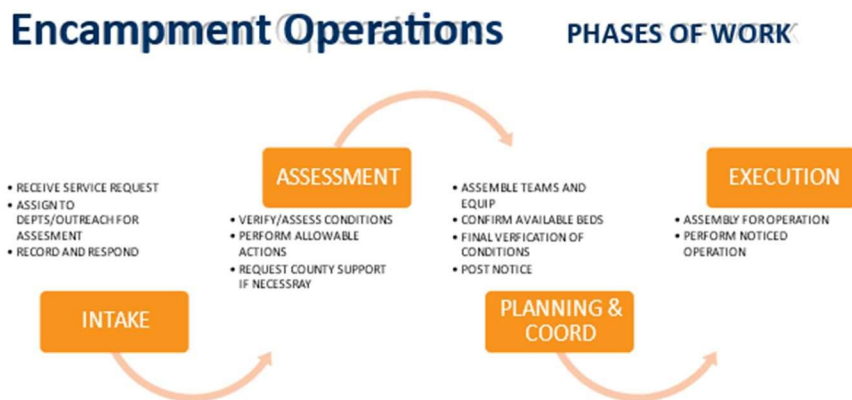 Encampment Operations
PHASES OF WORK
• RECEIVE SERVICE REQUEST
• ASSIGN TO
DEPTS/OUTREACH FOR
ASSESMENT
• RECORD AND RESPOND
INTAKE
ASSESSMENT
• VERIFY/ASSESS CONDITIONS
• PERFORM ALLOWABLE
ACTIONS
• REQUEST COUNTY SUPPORT
IF NECESSRAY
• ASSEMBLE TEAMS AND
EQUIP
• CONFIRM AVAILABLE BEDS
• FINAL VERFICATION OF
CONDITIONS
• POST NOTICE
PLANNING &
COORD
EXECUTION
• ASSEMBLY FOR OPERATION
• PERFORM NOTICED
OPERATION